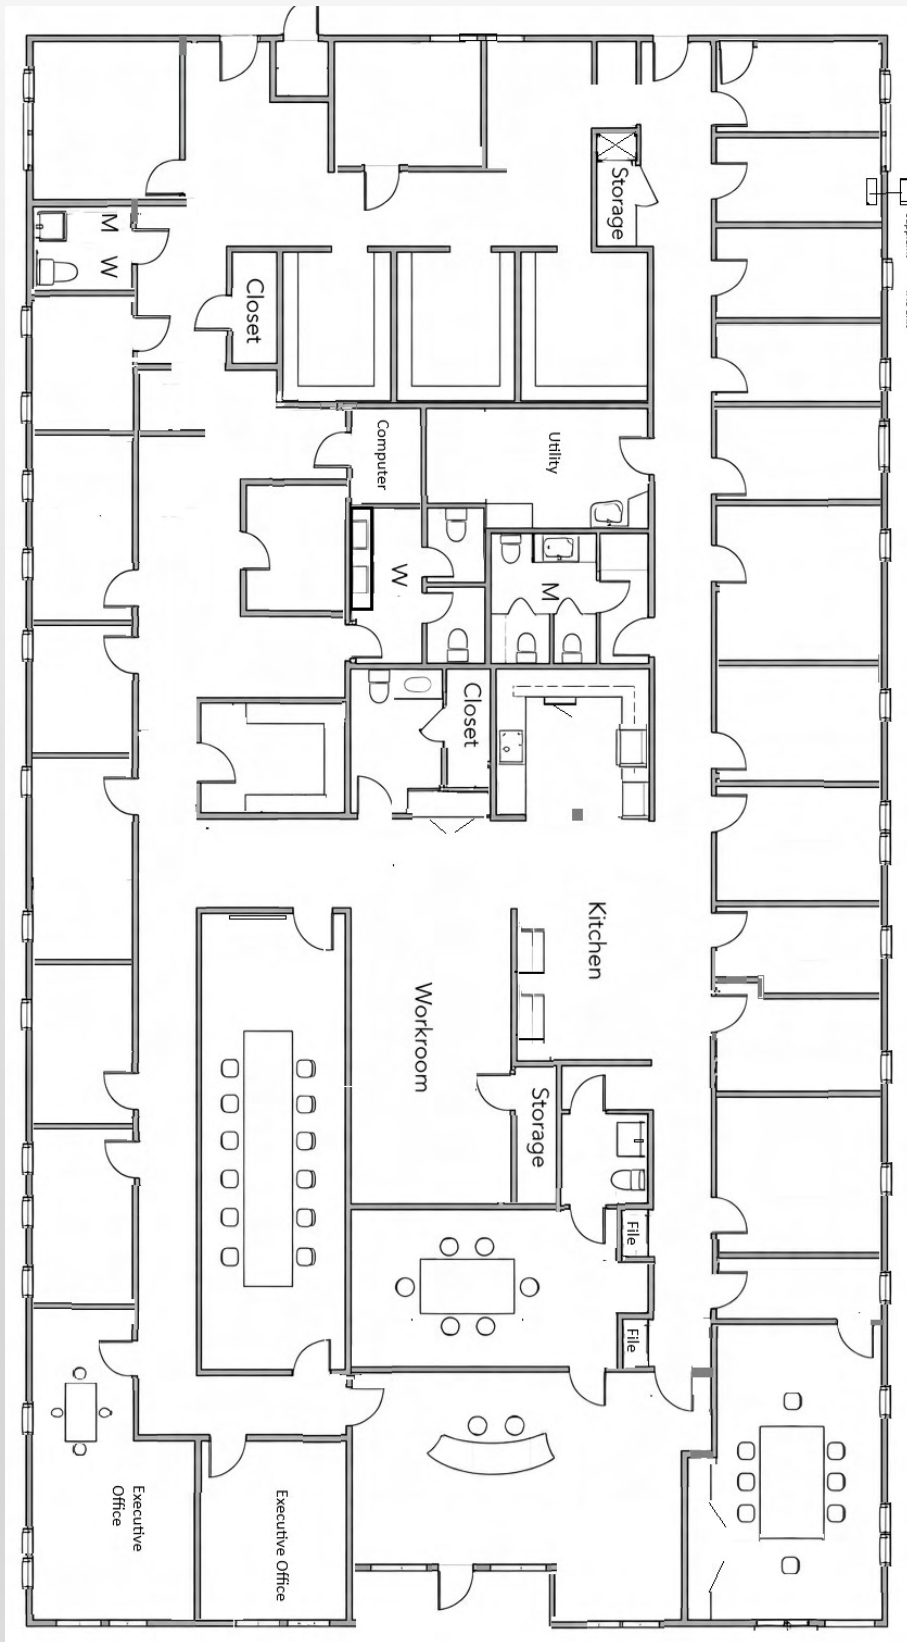 M W
Storage
Closet
Computer
Utility
W
M
Closet
Kitchen
Workroom
Storage
File
File
Executive
Office
Executive Office